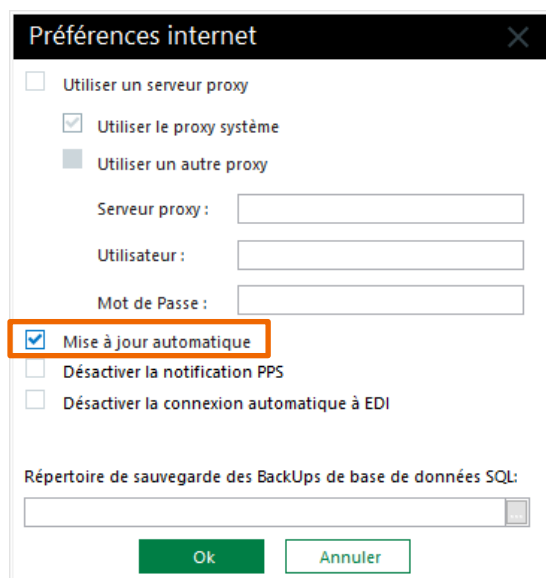 Préférences internet
Utiliser un serveur proxy
Utiliser le proxy système
Utiliser un autre proxy
Serveur proxy :
Utilisateur :
Mot de Passe :
Mise à jour automatique
Désactiver la notification PPS
Désactiver la connexion automatique à EDI
Répertoire de sauvegarde des BackUps de base de données SQL:
...
Ok Annuler